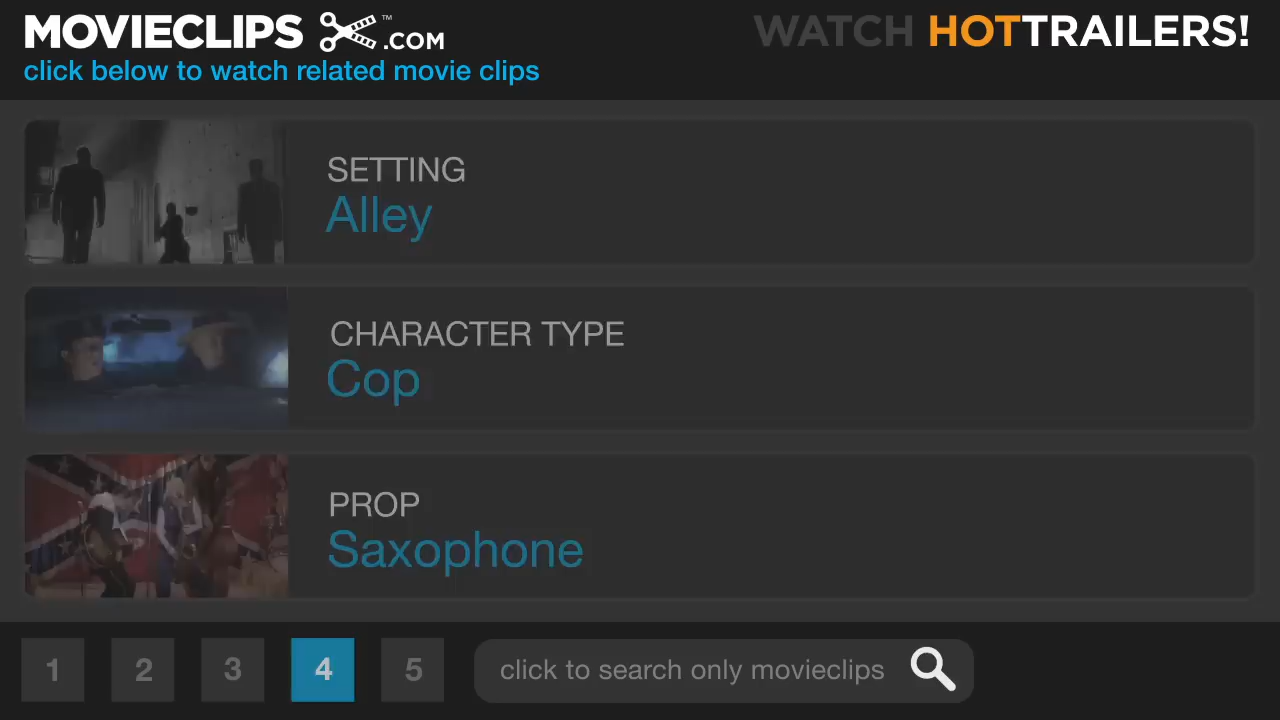 MOVIECLIPS ™ .COM
WATCH HOTTRAILERS!
click below to watch related movie clips
SETTING
Alley
CHARACTER TYPE
Cop
PROP
Saxophone
1 2 3 4 5 click to search only movieclips